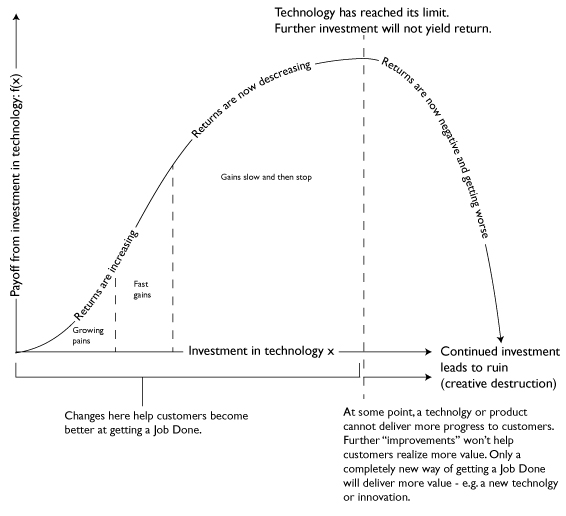 Technology has reached its limit.
Further investment will not yield return.
Payoff from investment in technology: f(x)
Returns are increasing
Returns are now descreasing
Returns are now negative and getting worse
Gains slow and then stop
Fast
gains
Growing
pains
Investment in technology x
Continued investment
leads to ruin
(creative destruction)
Changes here help customers become
better at getting a Job Done.
At some point, a technolgy or product
cannot deliver more progress to customers.
Further “improvements” won’t help
customers realize more value. Only a
completely new way of getting a Job Done
will deliver more value - e.g. a new technolgy
or innovation.